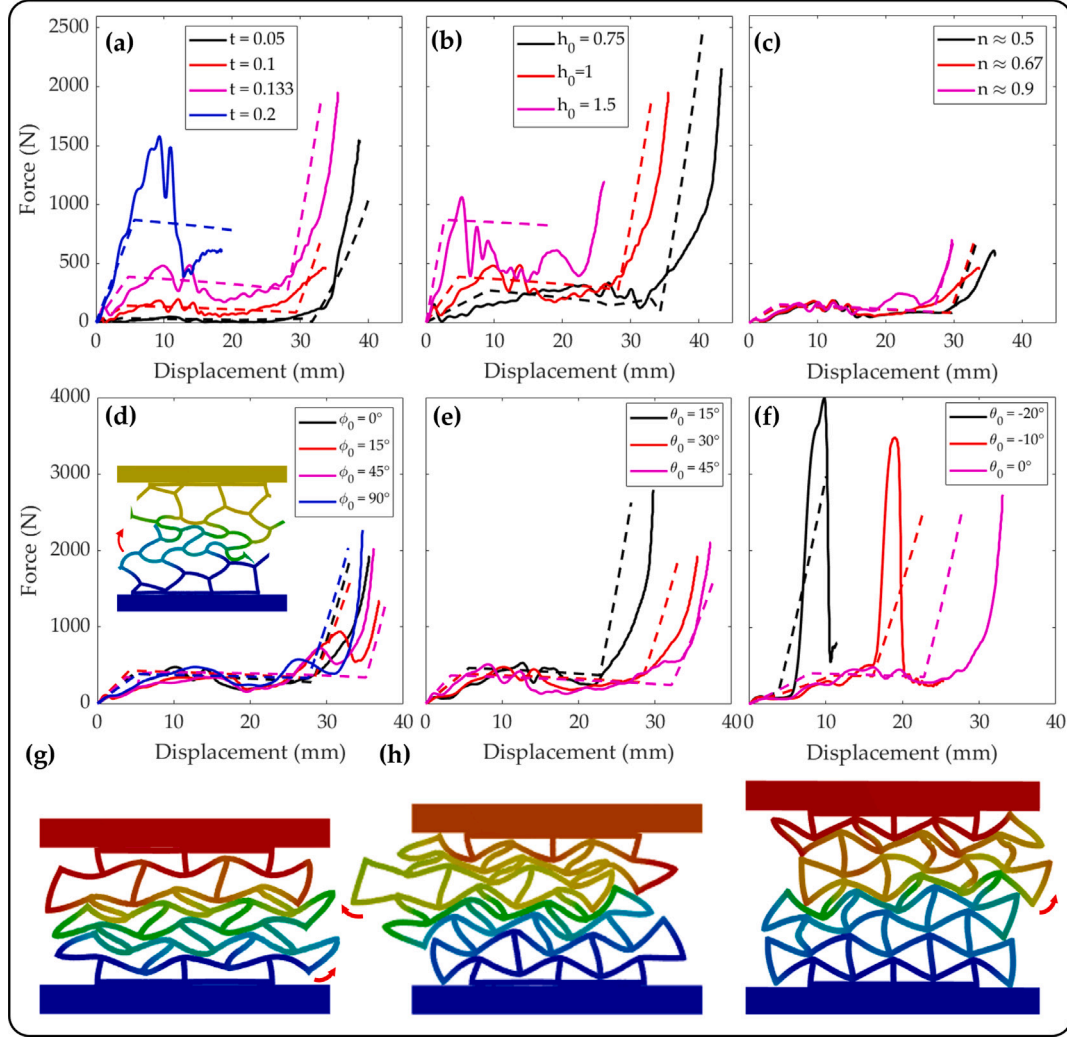 (a)
t = 0.05
t = 0.1
t = 0.133
t = 0.2
(b)
h0 = 0.75
h0=1
h0 = 1.5
(c)
n ≈ 0.5
n ≈ 0.67
n ≈ 0.9
Force (N)
2500
2000
1500
1000
500
0
0 10 20 30 40
0 10 20 30 40
0 10 20 30 40
Displacement (mm)
Displacement (mm)
Displacement (mm)
(d)
ϕ0 = 0°
ϕ0 = 15°
ϕ0 = 45°
ϕ0 = 90°
(e)
θ0 = 15°
θ0 = 30°
θ0 = 45°
(f)
θ0 = -20°
θ0 = -10°
θ0 = 0°
Force (N)
4000
3000
2000
1000
0
0 10 20 30 40
0 10 20 30 40
0 10 20 30 40
Displacement (mm)
Displacement (mm)
Displacement (mm)
(g)
(h)